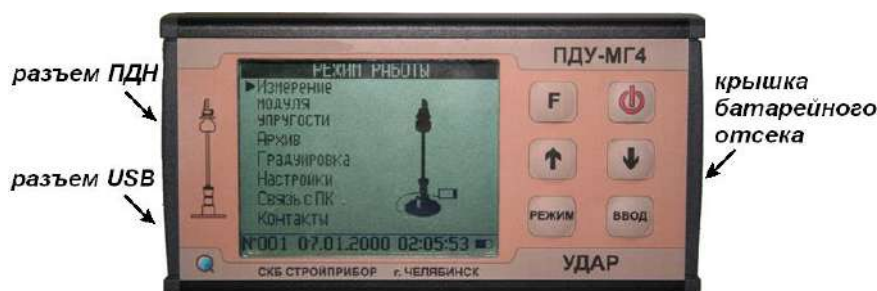 ПДУ-МГ4
разъем ПДН
РЕЖИМ РАБОТЫ
Измерение
модуля
упругости
Архив
Градуировка
Настройки
Связь с ПК
Контакты
№001 07.01.2000 02:05:53
F
крышка
батарейного
отсека
разъем USB
РЕЖИМ
ВВОД
СКБ СТРОЙПРИБОР г. ЧЕЛЯБИНСК
УДАР